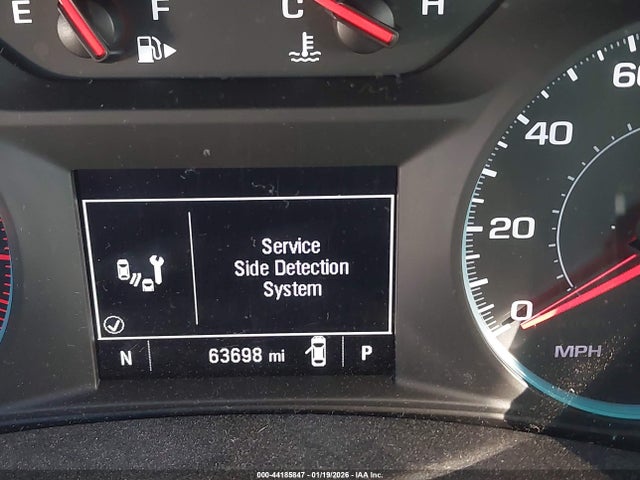 E F
C H
60
40
20
0
MPH
Service
Side Detection
System
N 63698 mi P
000-44185847 - 01/19/2026 - IAA Inc.